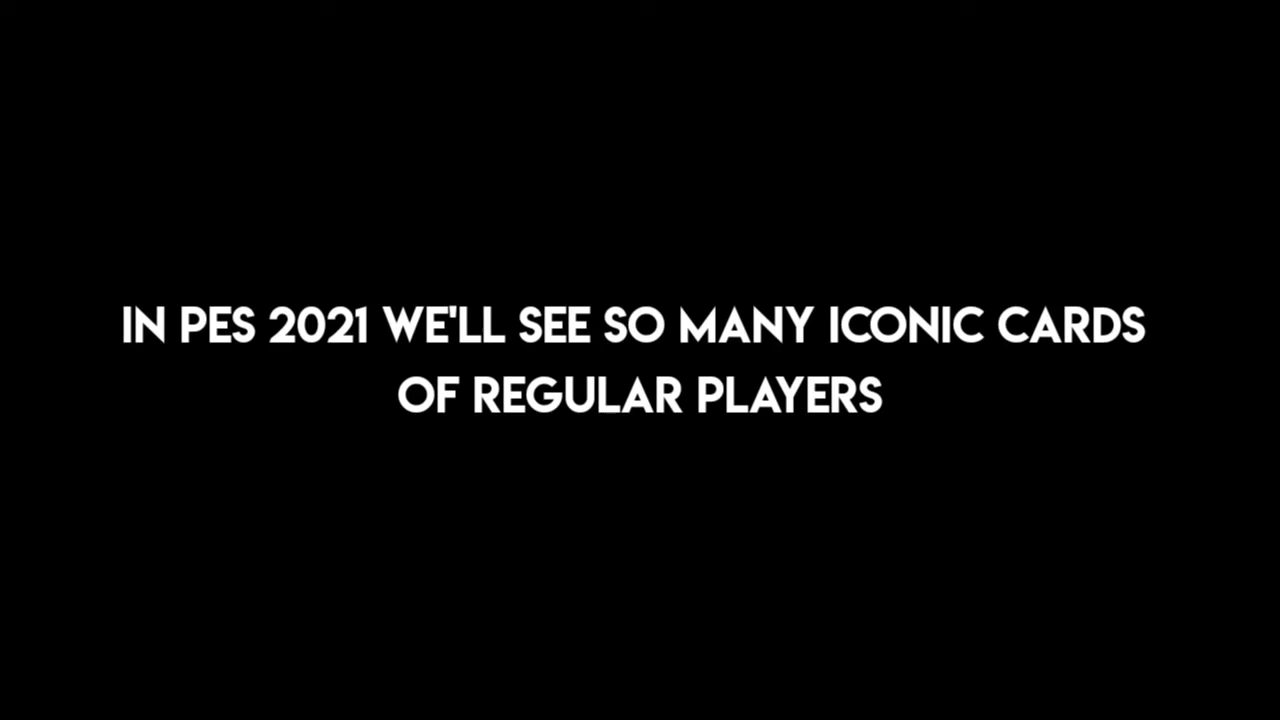 IN PES 2021 WE'LL SEE SO MANY ICONIC CARDS
OF REGULAR PLAYERS